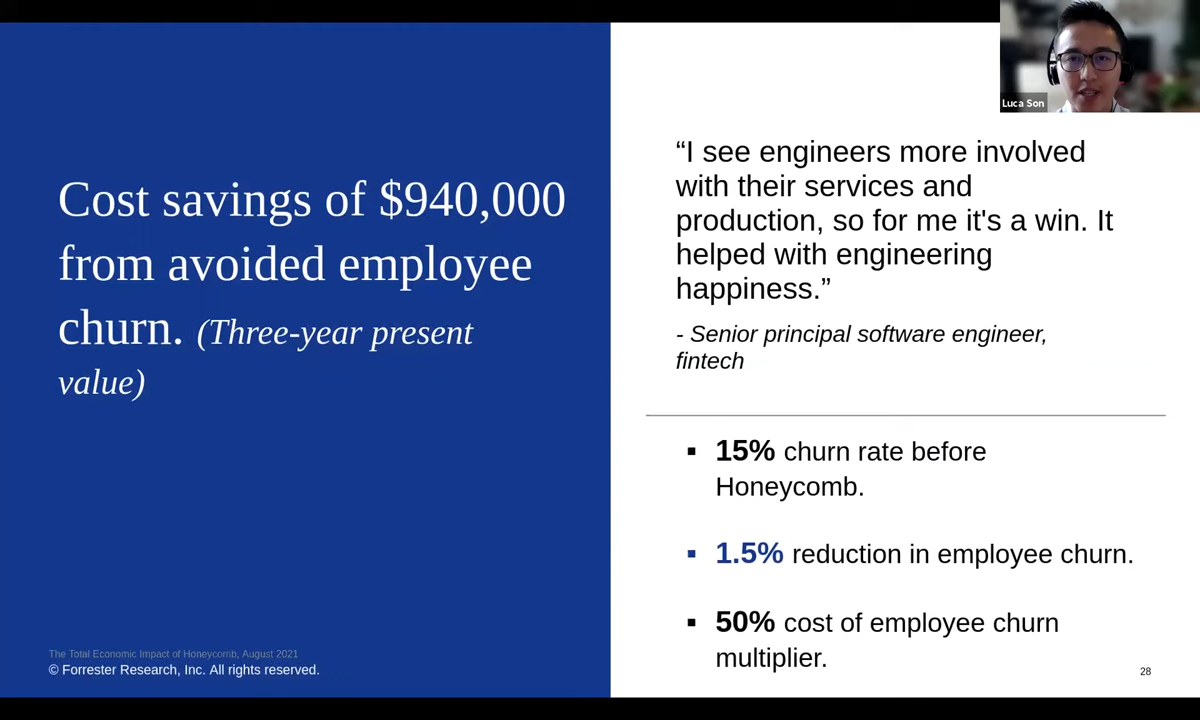 Luca Son
Cost savings of $940,000
from avoided employee
churn. (Three-year present
value)
“I see engineers more involved
with their services and
production, so for me it's a win. It
helped with engineering
happiness.”
- Senior principal software engineer,
fintech
▪ 15% churn rate before
Honeycomb.
▪ 1.5% reduction in employee churn.
▪ 50% cost of employee churn
multiplier.
The Total Economic Impact of Honeycomb, August 2021
© Forrester Research, Inc. All rights reserved.
28